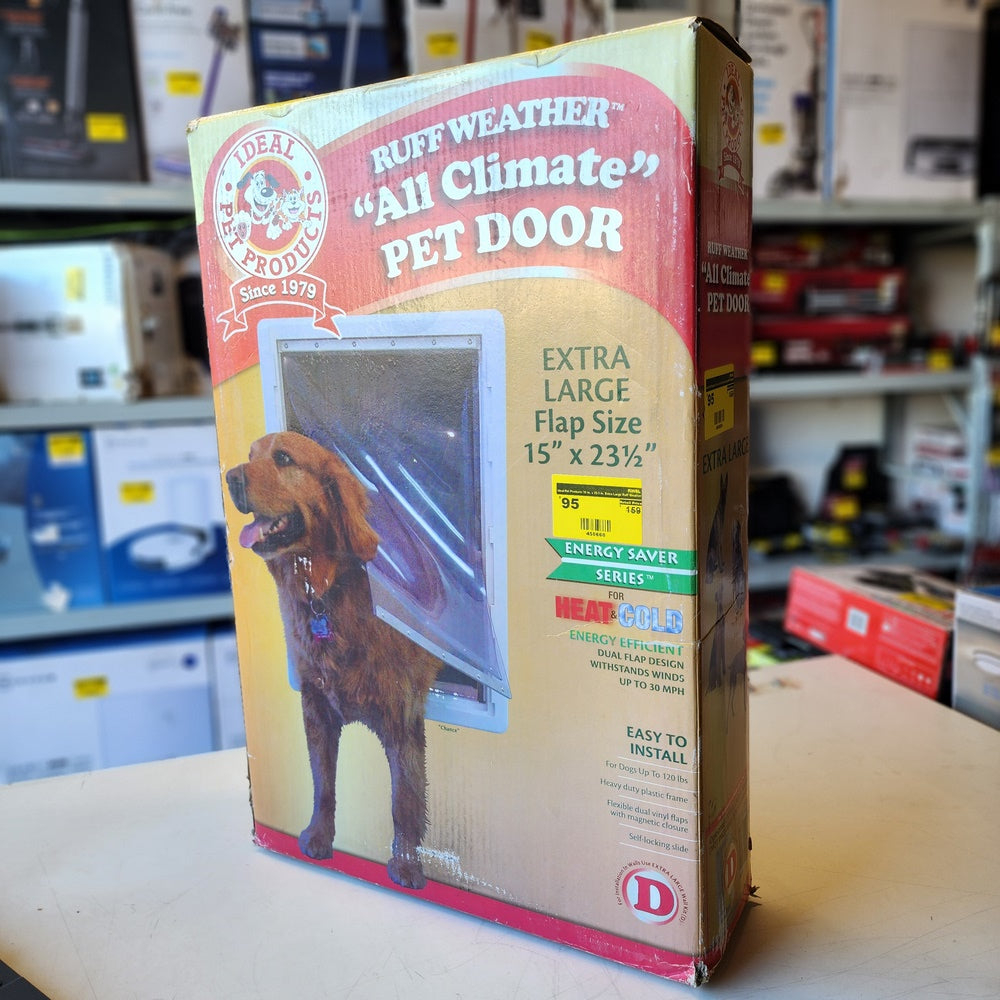 IDEAL
PET PRODUCTS
Since 1979
RUFF WEATHER™
“All Climate”
PET DOOR
EXTRA
LARGE
Flap Size
15” x 23½”
95
159
458668
ENERGY SAVER
SERIES™
FOR
HEAT & COLD
ENERGY EFFICIENT
DUAL FLAP DESIGN
WITHSTANDS WINDS
UP TO 30 MPH
"Chance"
EASY TO
INSTALL
For Dogs Up To 120 lbs
Heavy duty plastic frame
Flexible dual vinyl flaps
with magnetic closure
Self-locking slide
D
Since 1979
RUFF WEATHER
“All Climate
PET DOOR
95
EXTRA LARGE
D